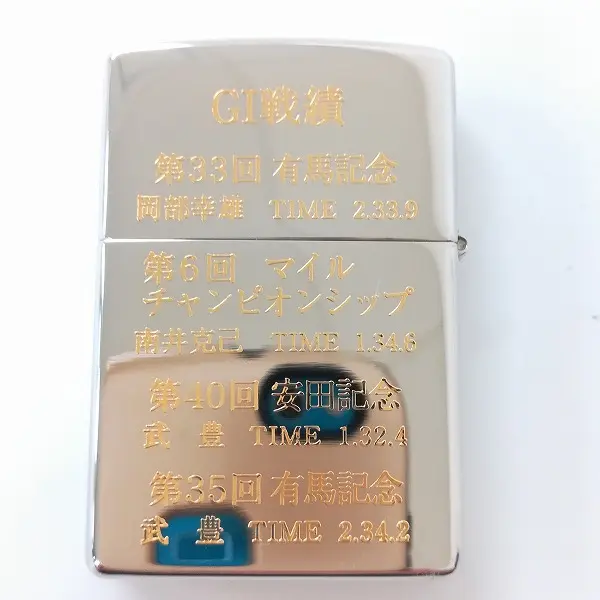 GI戦績
第33回 有馬記念
岡部幸雄 TIME 2.33.9
第6回 マイル
チャンピオンシップ
南井克己 TIME 1.34.6
第40回 安田記念
武 豊 TIME 1.32.4
第35回 有馬記念
武 豊 TIME 2.34.2